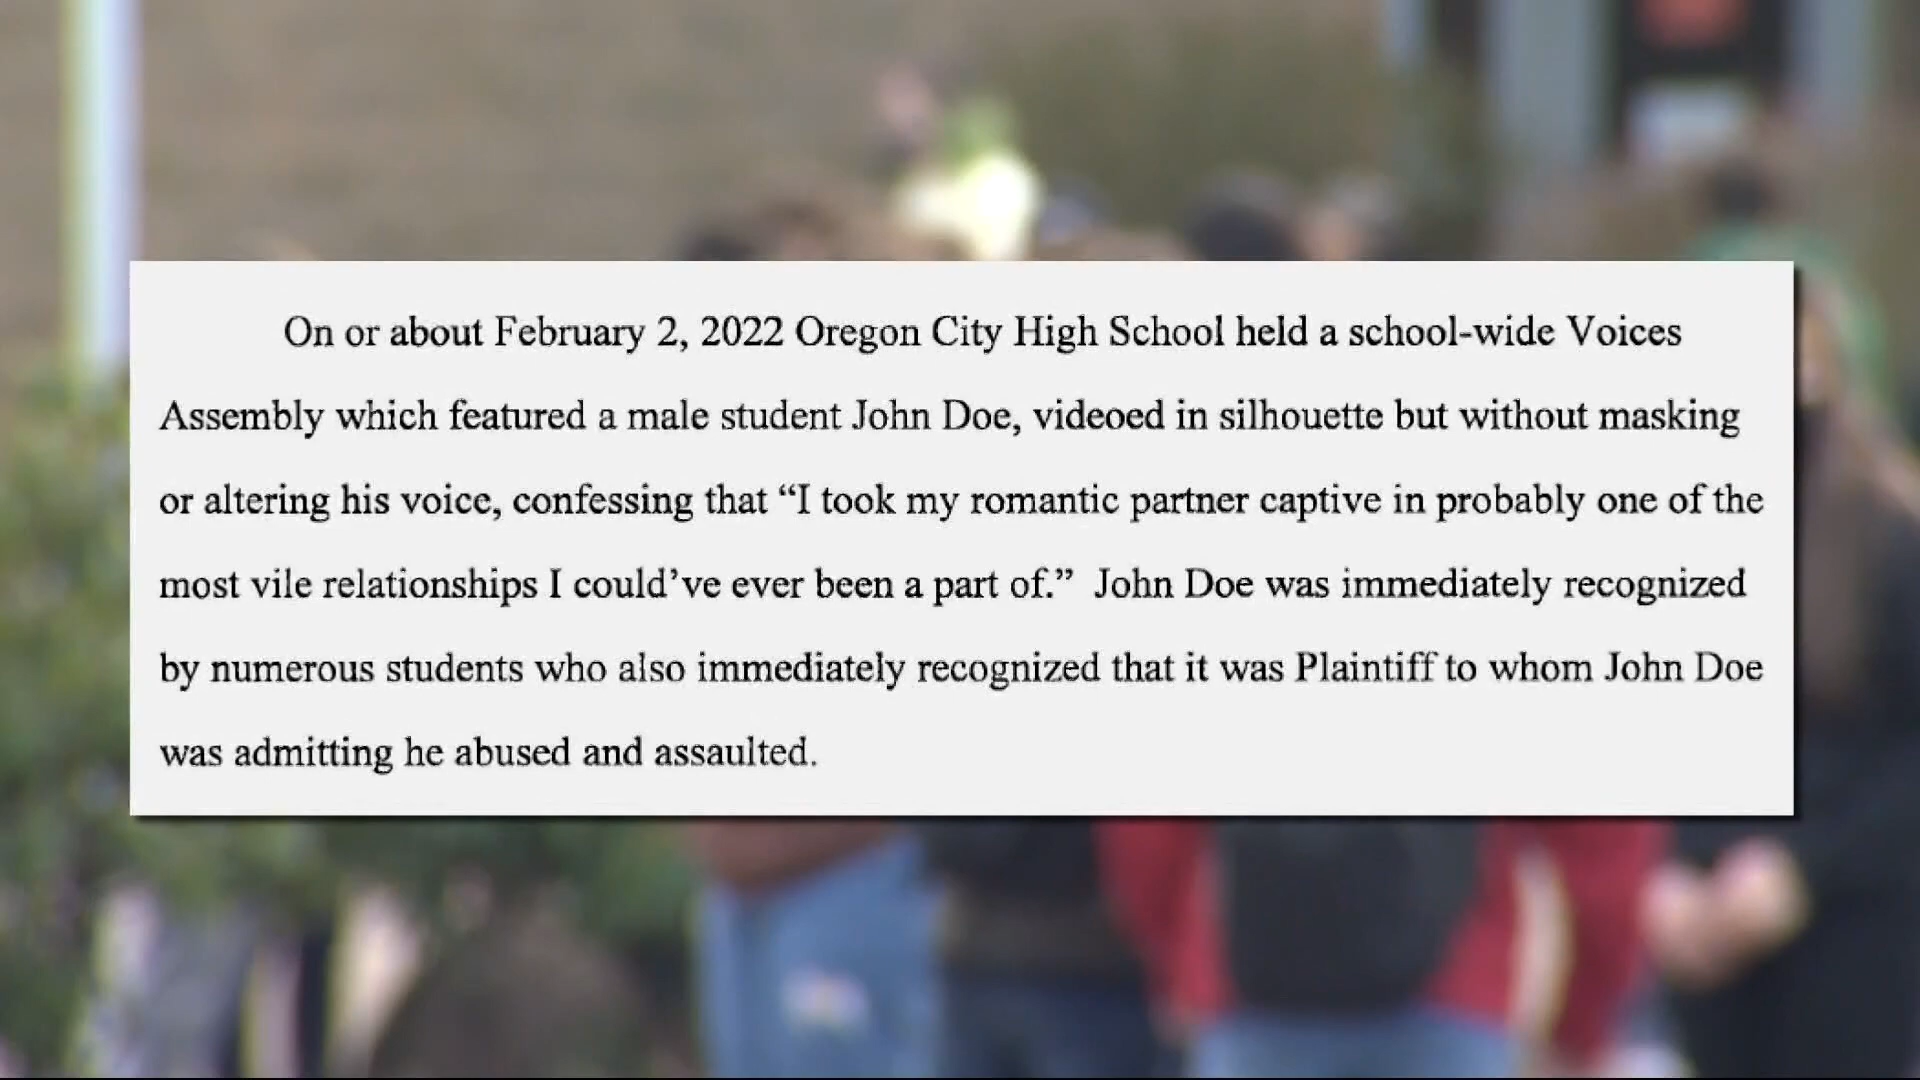 On or about February 2, 2022 Oregon City High School held a school-wide Voices
Assembly which featured a male student John Doe, videoed in silhouette but without masking
or altering his voice, confessing that “I took my romantic partner captive in probably one of the
most vile relationships I could’ve ever been a part of.”  John Doe was immediately recognized
by numerous students who also immediately recognized that it was Plaintiff to whom John Doe
was admitting he abused and assaulted.